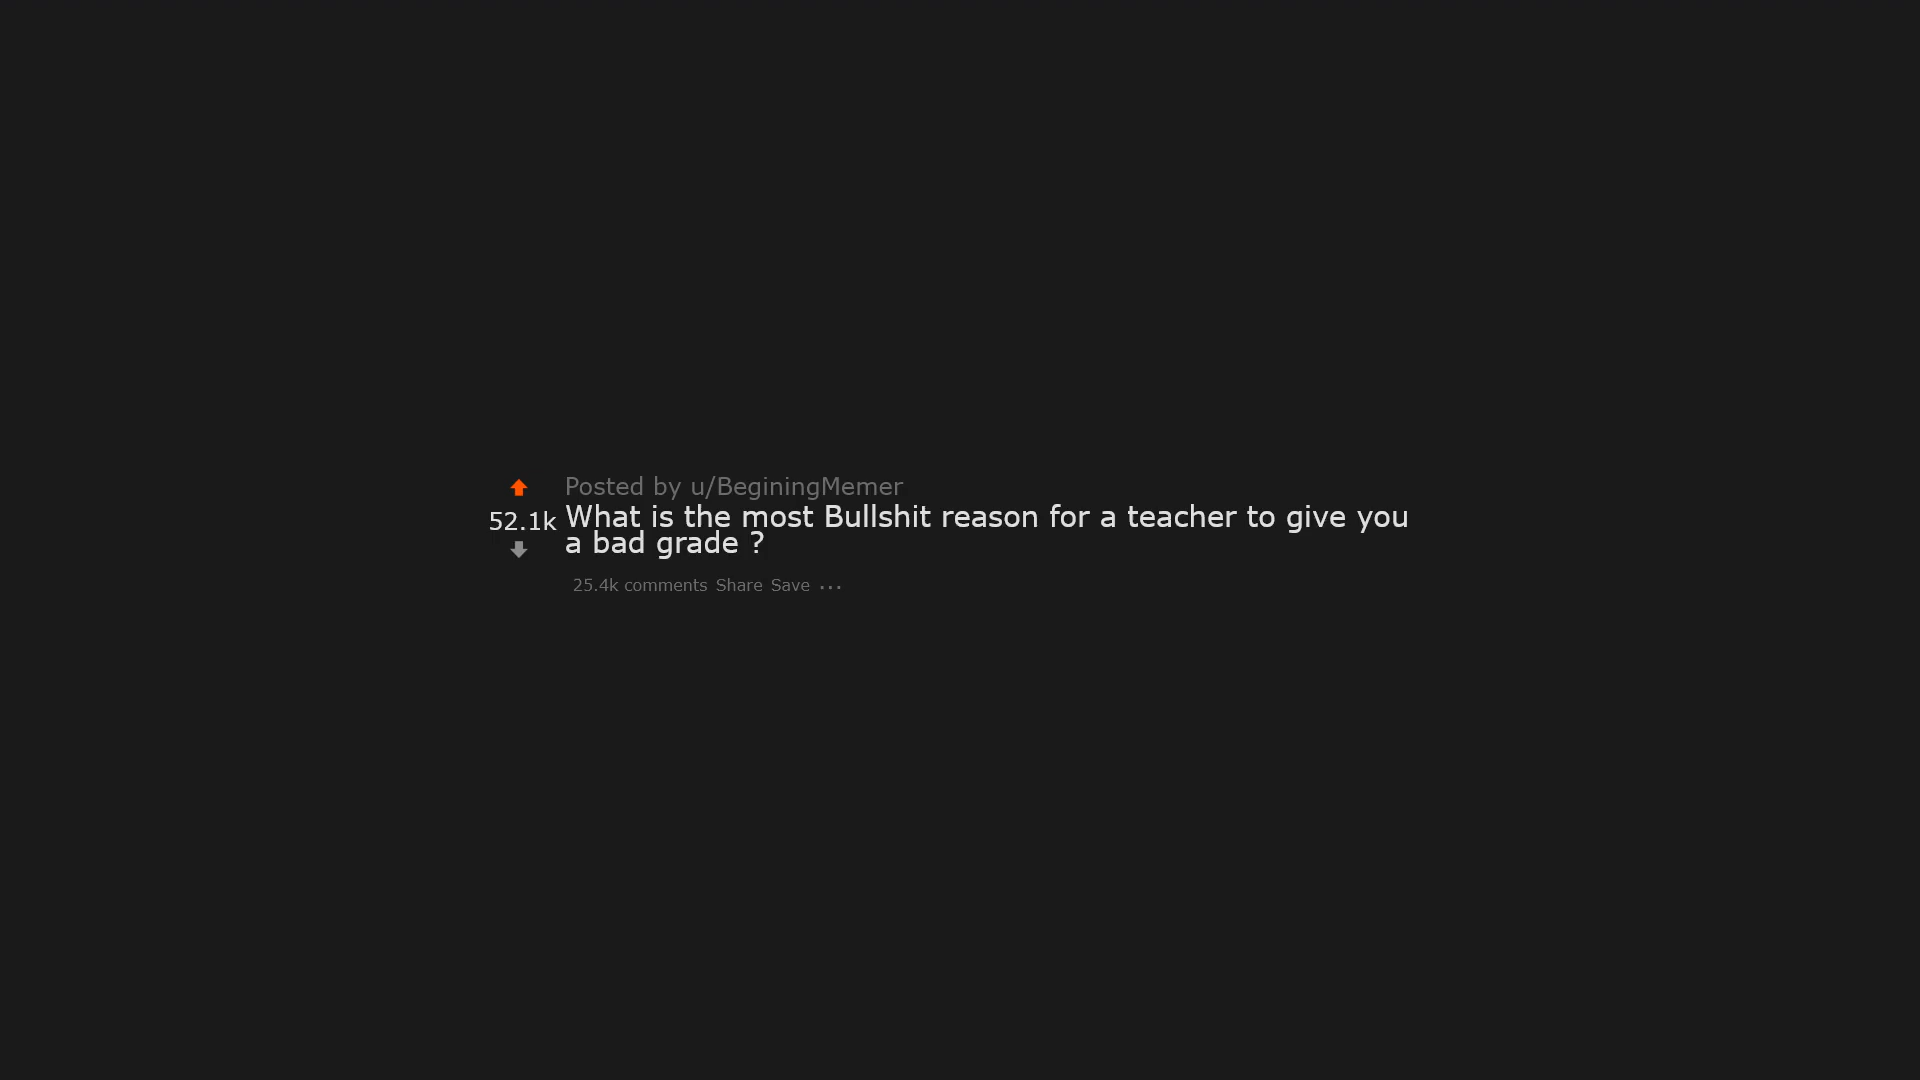 Posted by u/BeginingMemer
52.1k What is the most Bullshit reason for a teacher to give you
a bad grade ?
25.4k comments Share Save ...